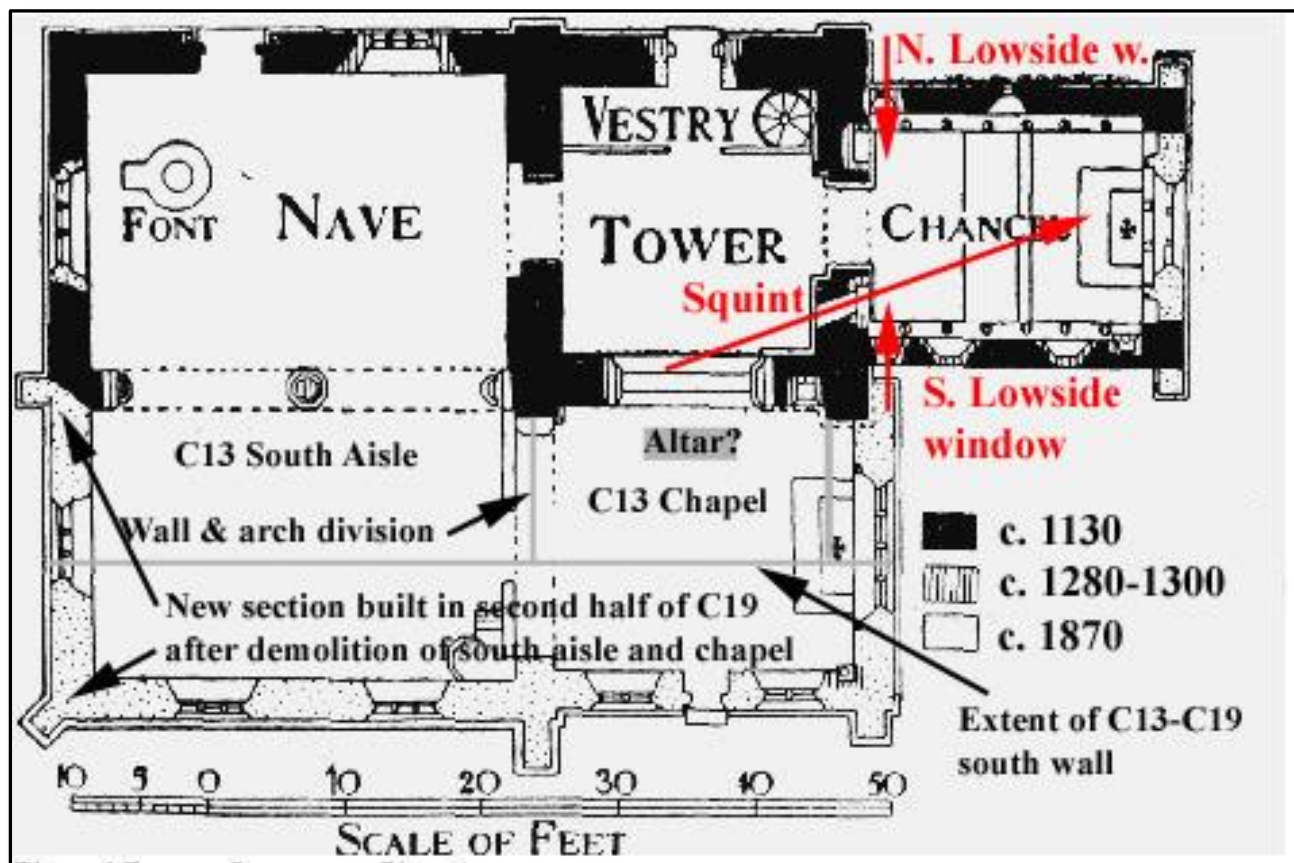 N. Lowside w.
VESTRY
FONT
NAVE
TOWER
CHANCEL
Squint
S. Lowside
window
C13 South Aisle
Altar?
C13 Chapel
Wall & arch division
c. 1130
c. 1280-1300
c. 1870
New section built in second half of C19
after demolition of south aisle and chapel
Extent of C13-C19
south wall
10 5 0 10 20 30 40 50
SCALE OF FEET